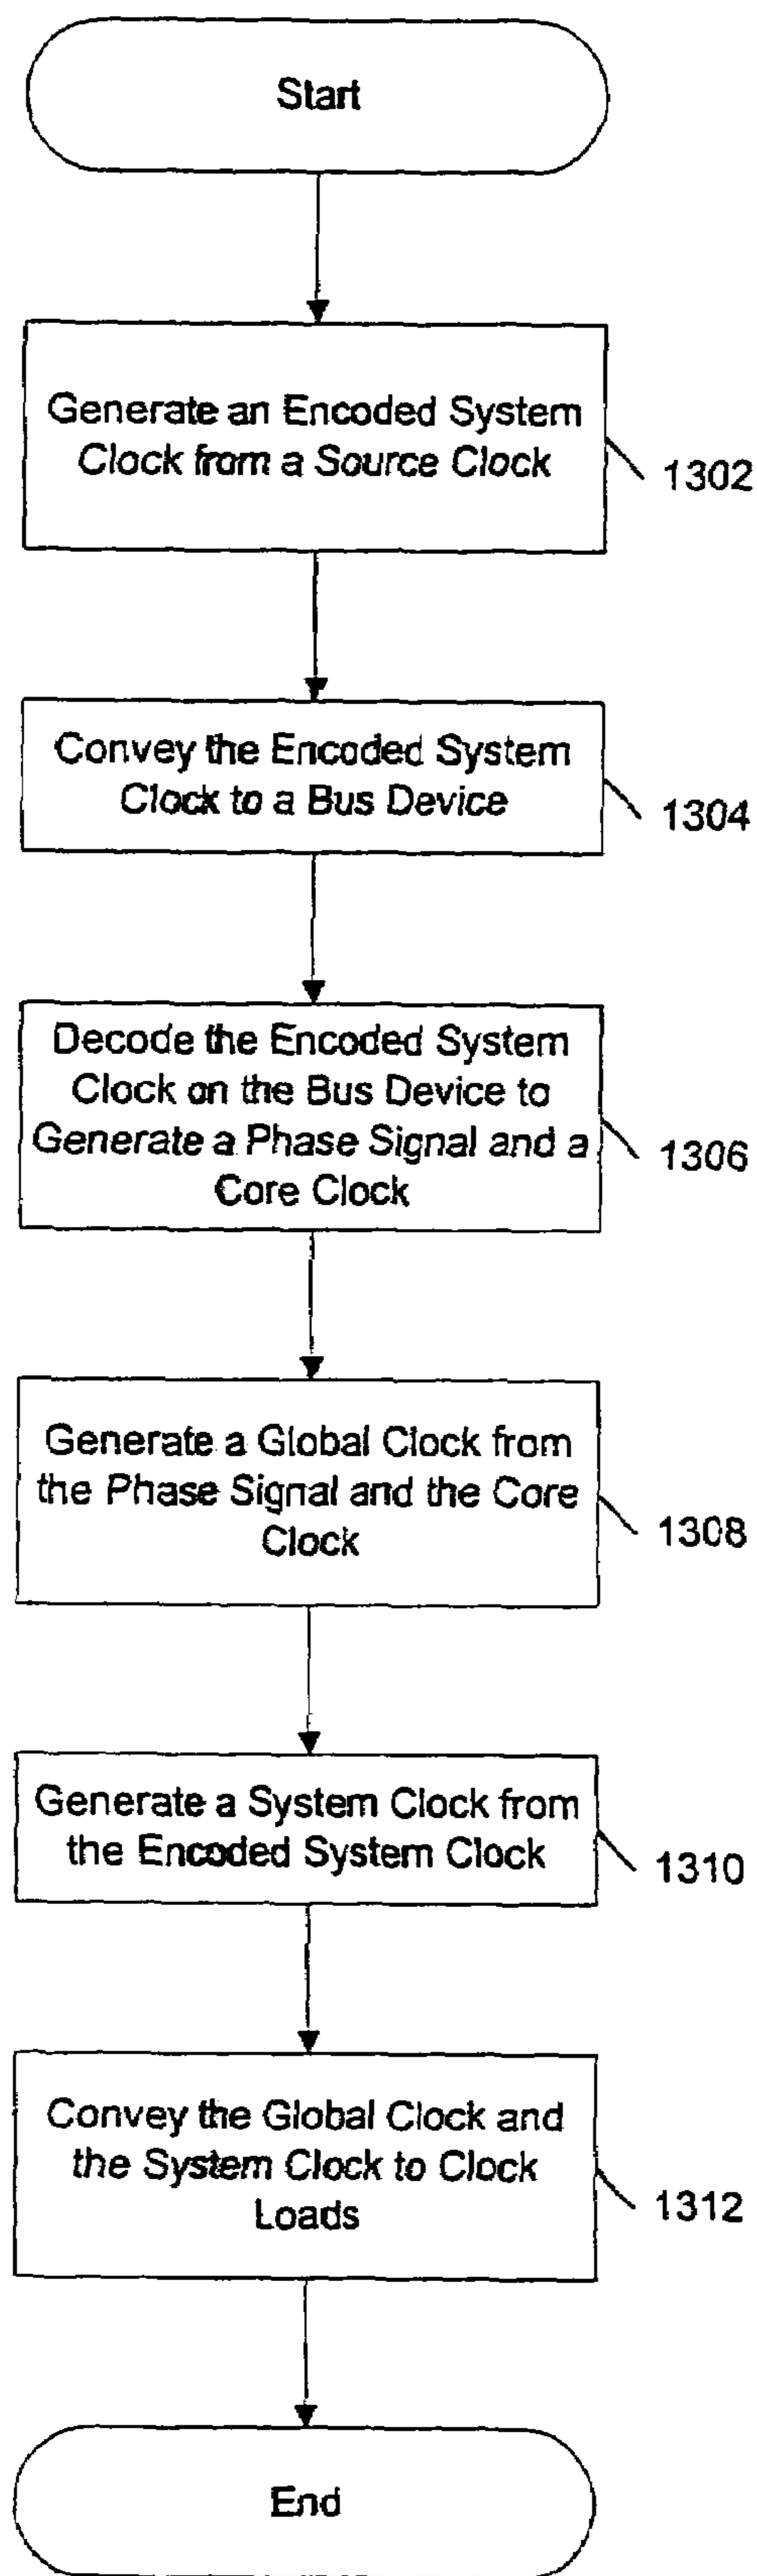 Start
Generate an Encoded System
Clock from a Source Clock
1302
Convey the Encoded System
Clock to a Bus Device
1304
Decode the Encoded System
Clock on the Bus Device to
Generate a Phase Signal and a
Core Clock
1306
Generate a Global Clock from
the Phase Signal and the Core
Clock
1308
Generate a System Clock from
the Encoded System Clock
1310
Convey the Global Clock and
the System Clock to Clock
Loads
1312
End